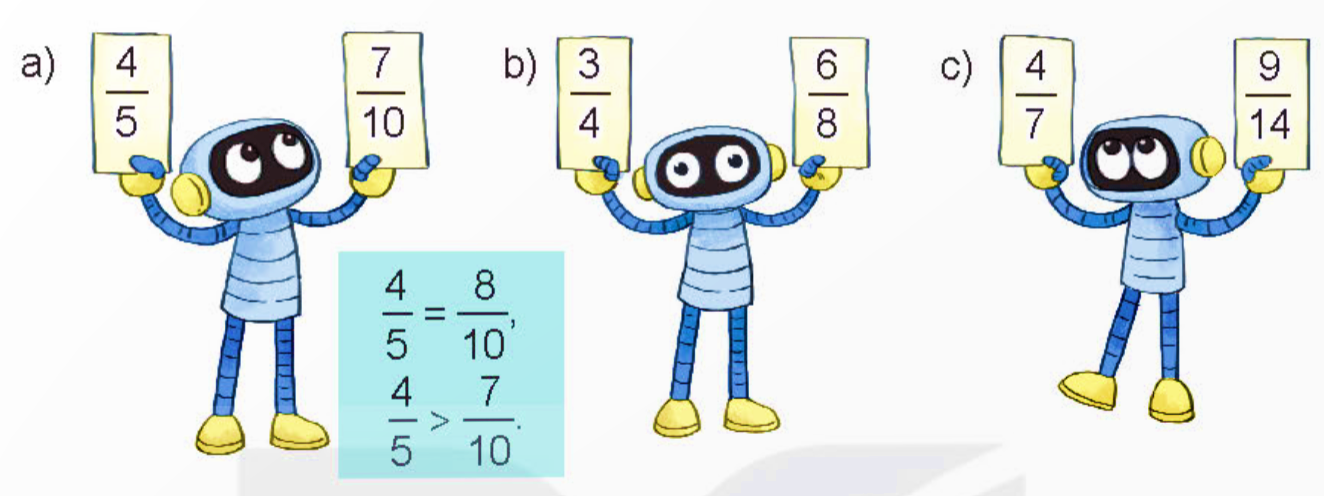 a) 4/5 7/10
b) 3/4 6/8
c) 4/7 9/14
4/5 = 8/10,
4/5 > 7/10.